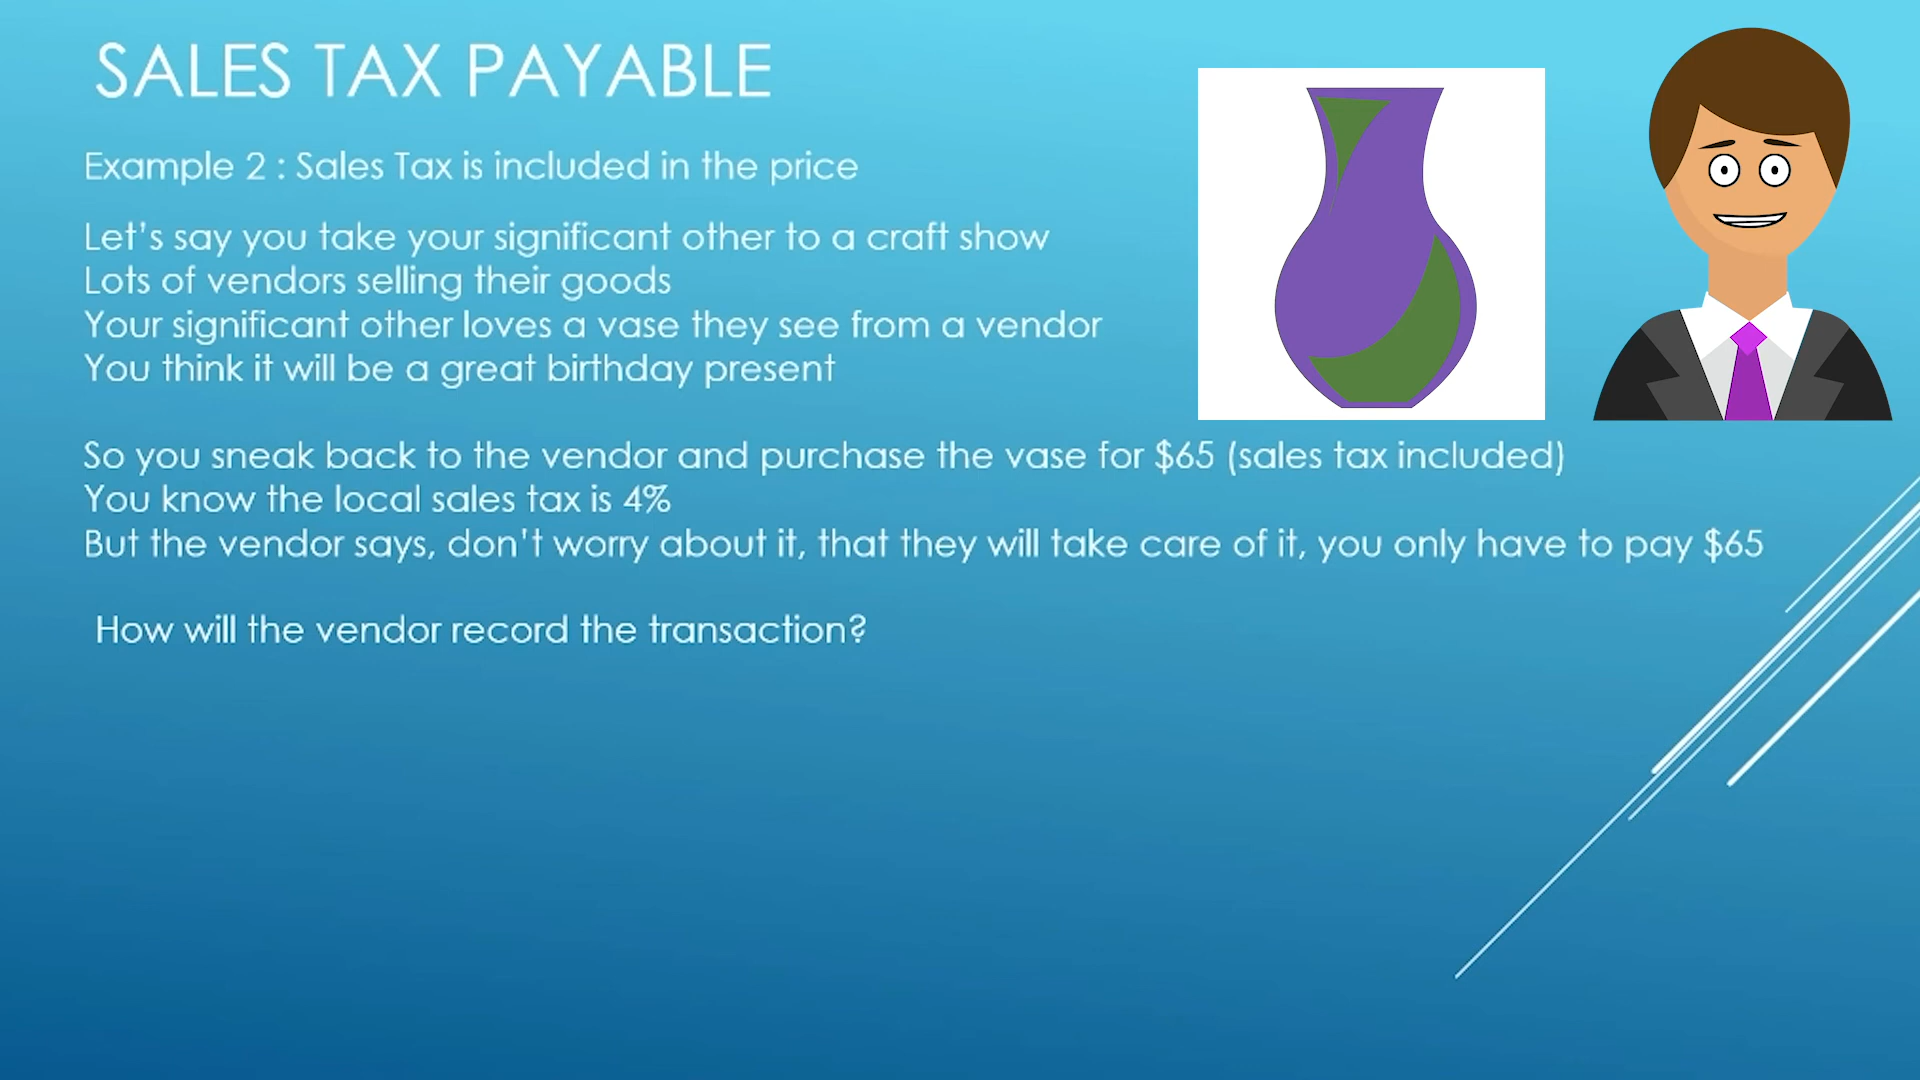 SALES TAX PAYABLE
Example 2 : Sales Tax is included in the price
Let's say you take your significant other to a craft show
Lots of vendors selling their goods
Your significant other loves a vase they see from a vendor
You think it will be a great birthday present
So you sneak back to the vendor and purchase the vase for $65 (sales tax included)
You know the local sales tax is 4%
But the vendor says, don't worry about it, that they will take care of it, you only have to pay $65
How will the vendor record the transaction?